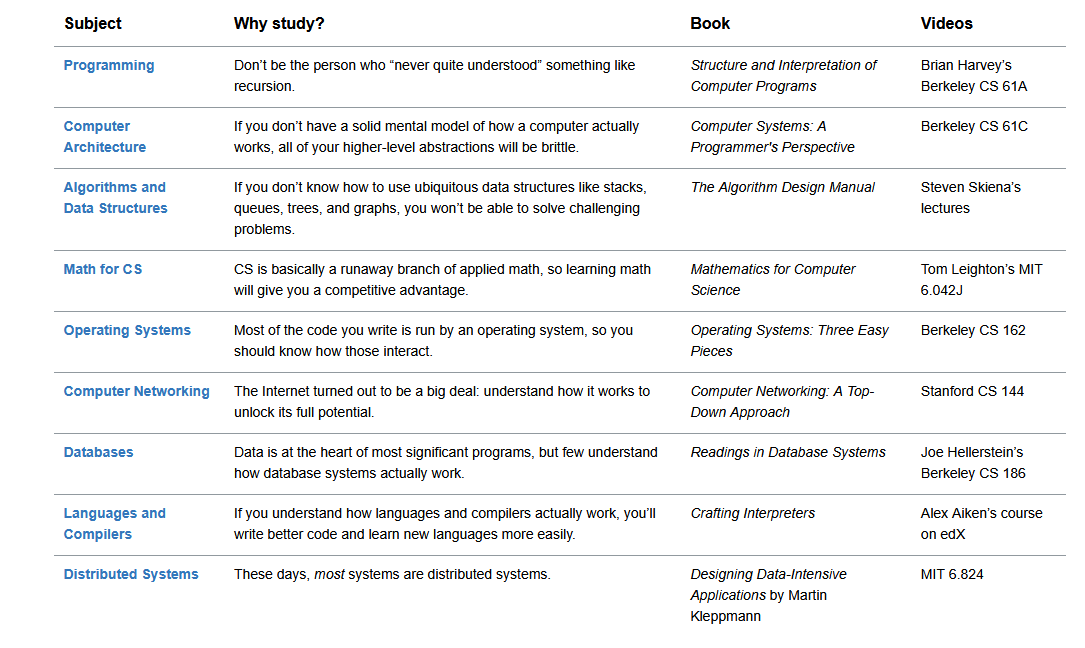 Subject Why study? Book Videos
Programming Don’t be the person who “never quite understood” something like Structure and Interpretation of Brian Harvey’s
recursion. Computer Programs Berkeley CS 61A
Computer If you don’t have a solid mental model of how a computer actually Computer Systems: A Berkeley CS 61C
Architecture works, all of your higher-level abstractions will be brittle. Programmer's Perspective
Algorithms and If you don’t know how to use ubiquitous data structures like stacks, The Algorithm Design Manual Steven Skiena’s
Data Structures queues, trees, and graphs, you won’t be able to solve challenging lectures
problems.
Math for CS CS is basically a runaway branch of applied math, so learning math Mathematics for Computer Tom Leighton’s MIT
will give you a competitive advantage. Science 6.042J
Operating Systems Most of the code you write is run by an operating system, so you Operating Systems: Three Easy Berkeley CS 162
should know how those interact. Pieces
Computer Networking The Internet turned out to be a big deal: understand how it works to Computer Networking: A Top- Stanford CS 144
unlock its full potential. Down Approach
Databases Data is at the heart of most significant programs, but few understand Readings in Database Systems Joe Hellerstein’s
how database systems actually work. Berkeley CS 186
Languages and If you understand how languages and compilers actually work, you’ll Crafting Interpreters Alex Aiken’s course
Compilers write better code and learn new languages more easily. on edX
Distributed Systems These days, most systems are distributed systems. Designing Data-Intensive MIT 6.824
Applications by Martin
Kleppmann